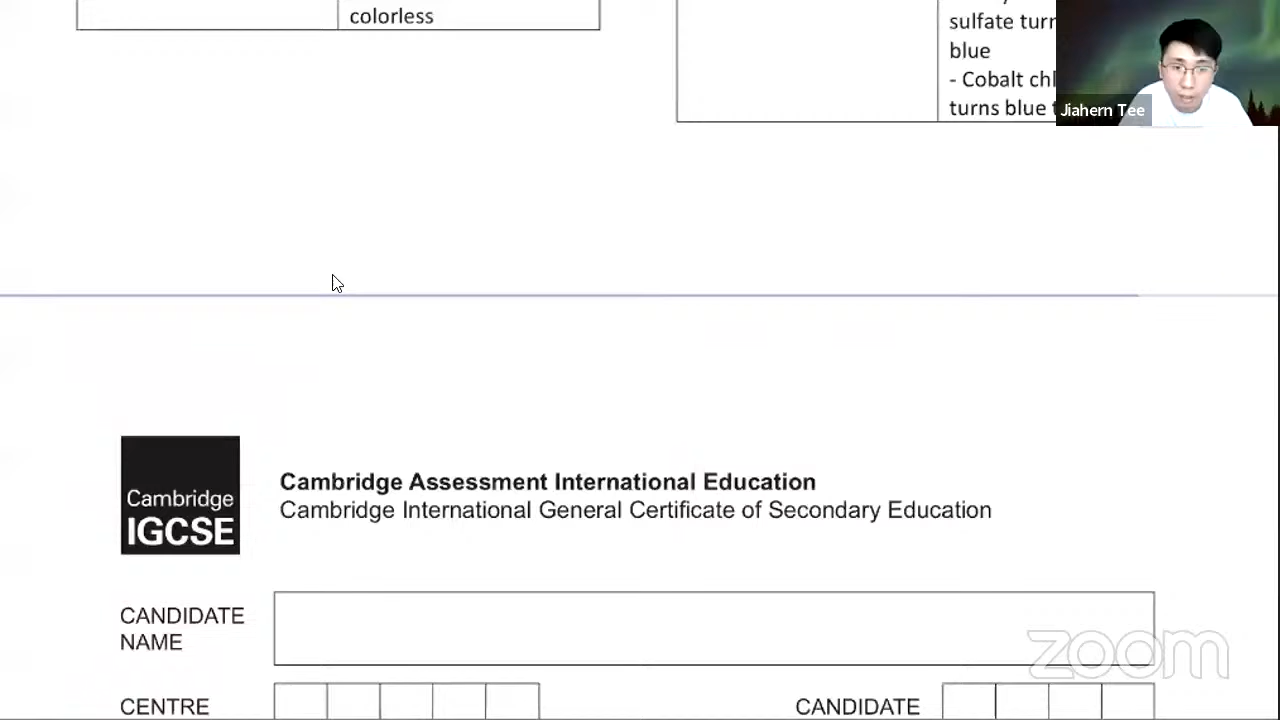 colorless
sulfate turn
blue
- Cobalt chl
turns blue
Jiahern Tee
Cambridge
IGCSE
Cambridge Assessment International Education
Cambridge International General Certificate of Secondary Education
CANDIDATE
NAME
zoom
CENTRE
CANDIDATE